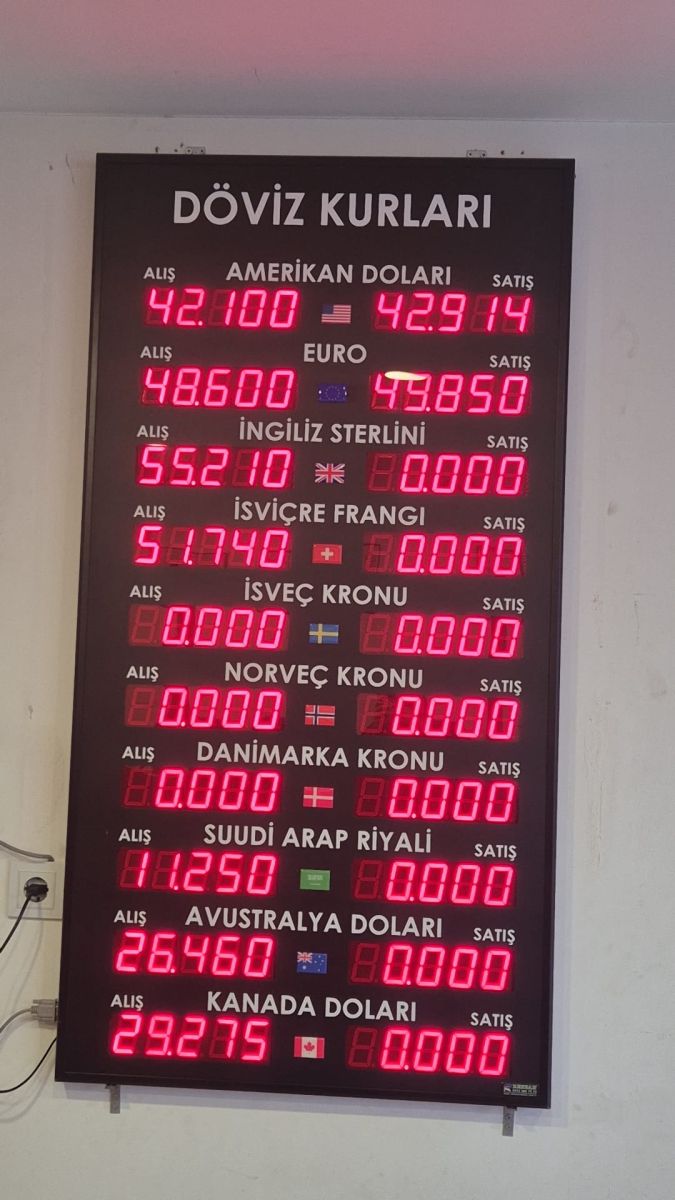 DÖVİZ KURLARI
ALIŞ AMERİKAN DOLARI SATIŞ
42.100 42.914
ALIŞ EURO SATIŞ
48.600 49.850
ALIŞ İNGİLİZ STERLİNİ SATIŞ
55.210 0.000
ALIŞ İSVİÇRE FRANGI SATIŞ
51.740 0.000
ALIŞ İSVEÇ KRONU SATIŞ
0.000 0.000
ALIŞ NORVEÇ KRONU SATIŞ
0.000 0.000
ALIŞ DANİMARKA KRONU SATIŞ
0.000 0.000
ALIŞ SUUDİ ARAP RİYALİ SATIŞ
11.250 0.000
ALIŞ AVUSTRALYA DOLARI SATIŞ
26.460 0.000
ALIŞ KANADA DOLARI SATIŞ
29.275 0.000